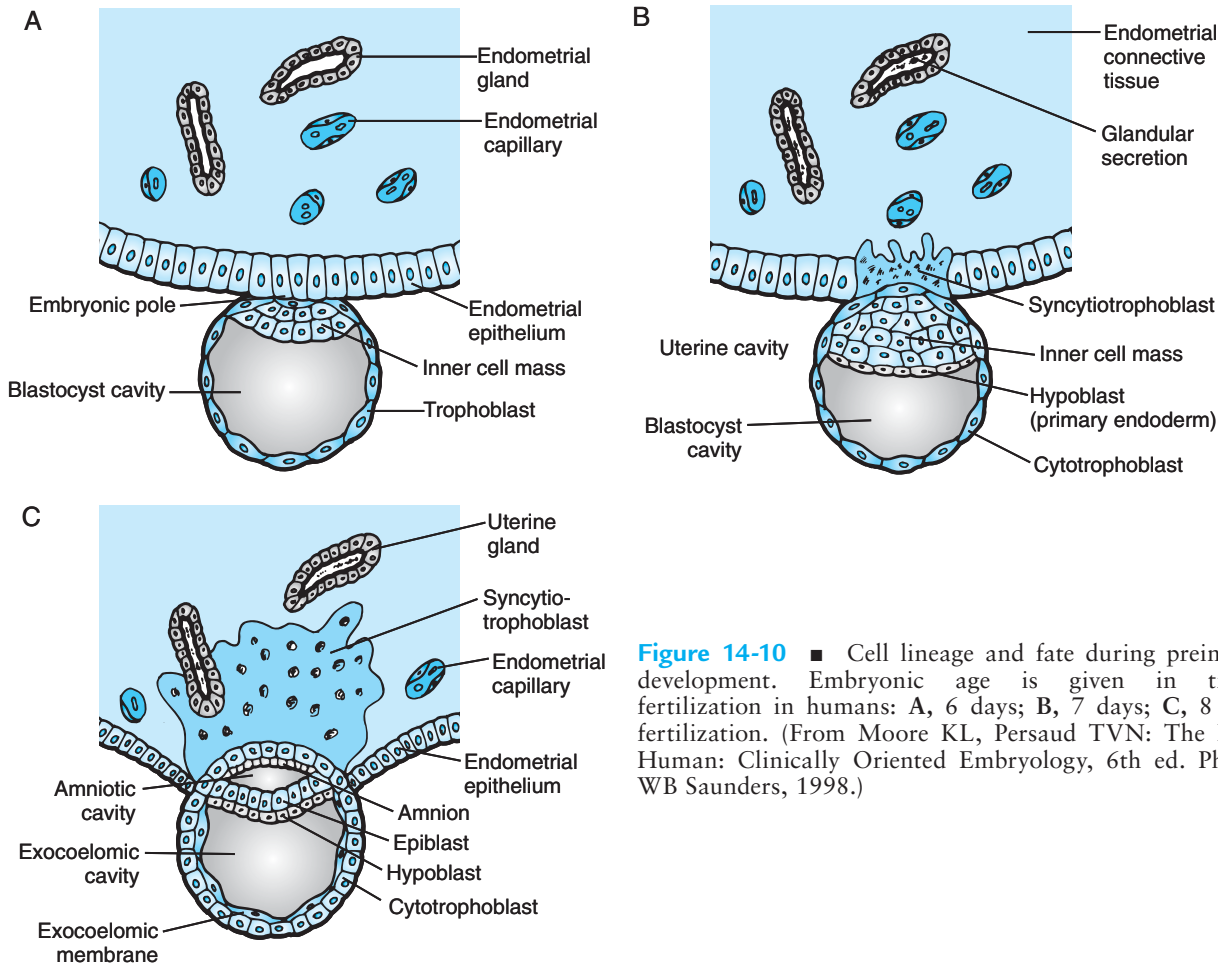 A
Endometrial
gland
Endometrial
capillary
Embryonic pole
Endometrial
epithelium
Inner cell mass
Blastocyst cavity
Trophoblast
B
Endometrial
connective
tissue
Glandular
secretion
Syncytiotrophoblast
Uterine cavity
Inner cell mass
Hypoblast
(primary endoderm)
Blastocyst
cavity
Cytotrophoblast
C
Uterine
gland
Syncytio-
trophoblast
Endometrial
capillary
Endometrial
epithelium
Amniotic
cavity
Amnion
Epiblast
Exocoelomic
cavity
Hypoblast
Cytotrophoblast
Exocoelomic
membrane
Figure 14-10 ■ Cell lineage and fate during
development. Embryonic age is given in
fertilization in humans: A, 6 days; B, 7 days; C, 8
fertilization. (From Moore KL, Persaud TVN: The
Human: Clinically Oriented Embryology, 6th ed.
WB Saunders, 1998.)